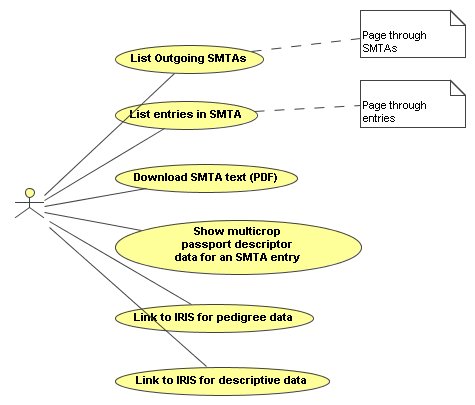 List Outgoing SMTAs
Page through
SMTAs
List entries in SMTA
Page through
entries
Download SMTA text (PDF)
Show multicrop
passport descriptor
data for an SMTA entry
Link to IRIS for pedigree data
Link to IRIS for descriptive data